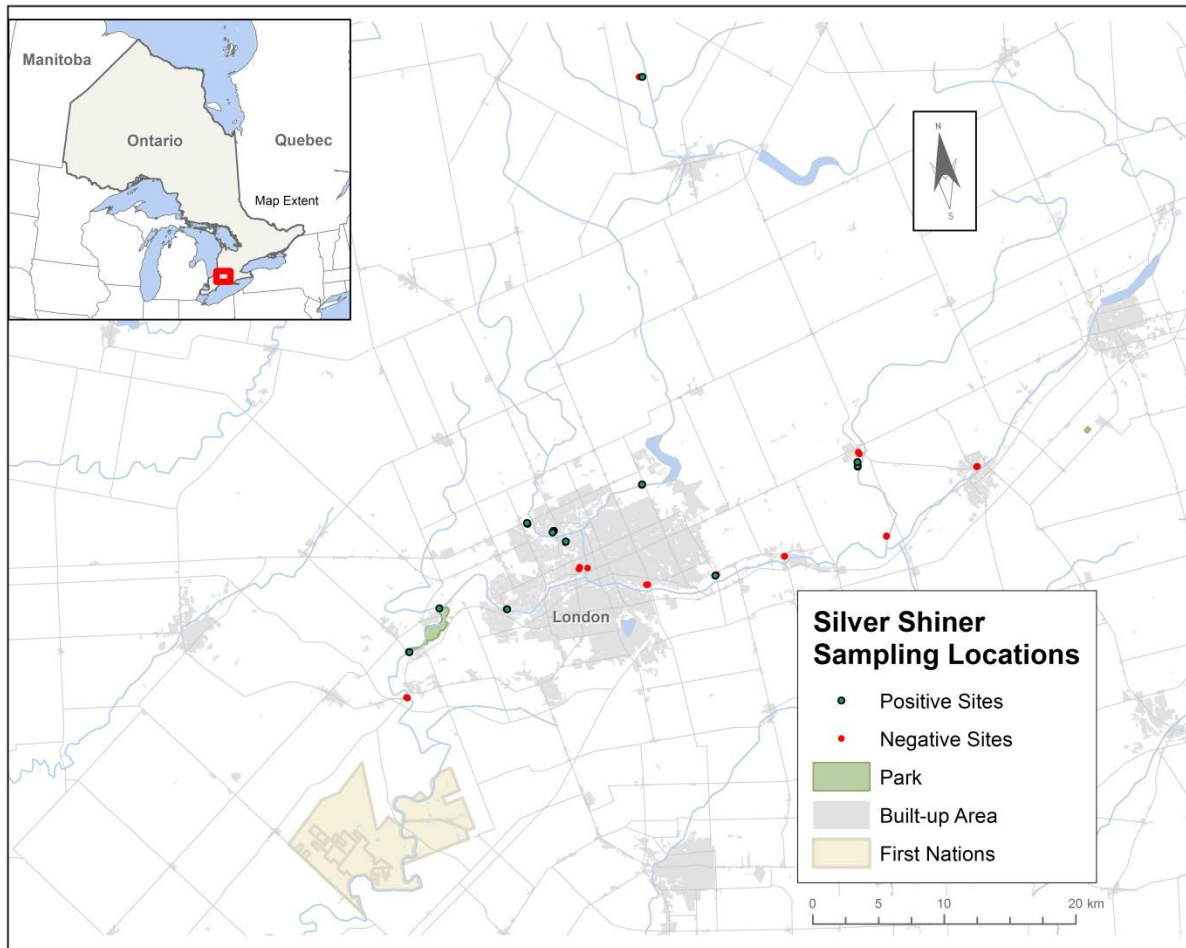 Manitoba
Ontario
Quebec
Map Extent
N
S
London
Silver Shiner
Sampling Locations
Positive Sites
Negative Sites
Park
Built-up Area
First Nations
0 5 10 20 km